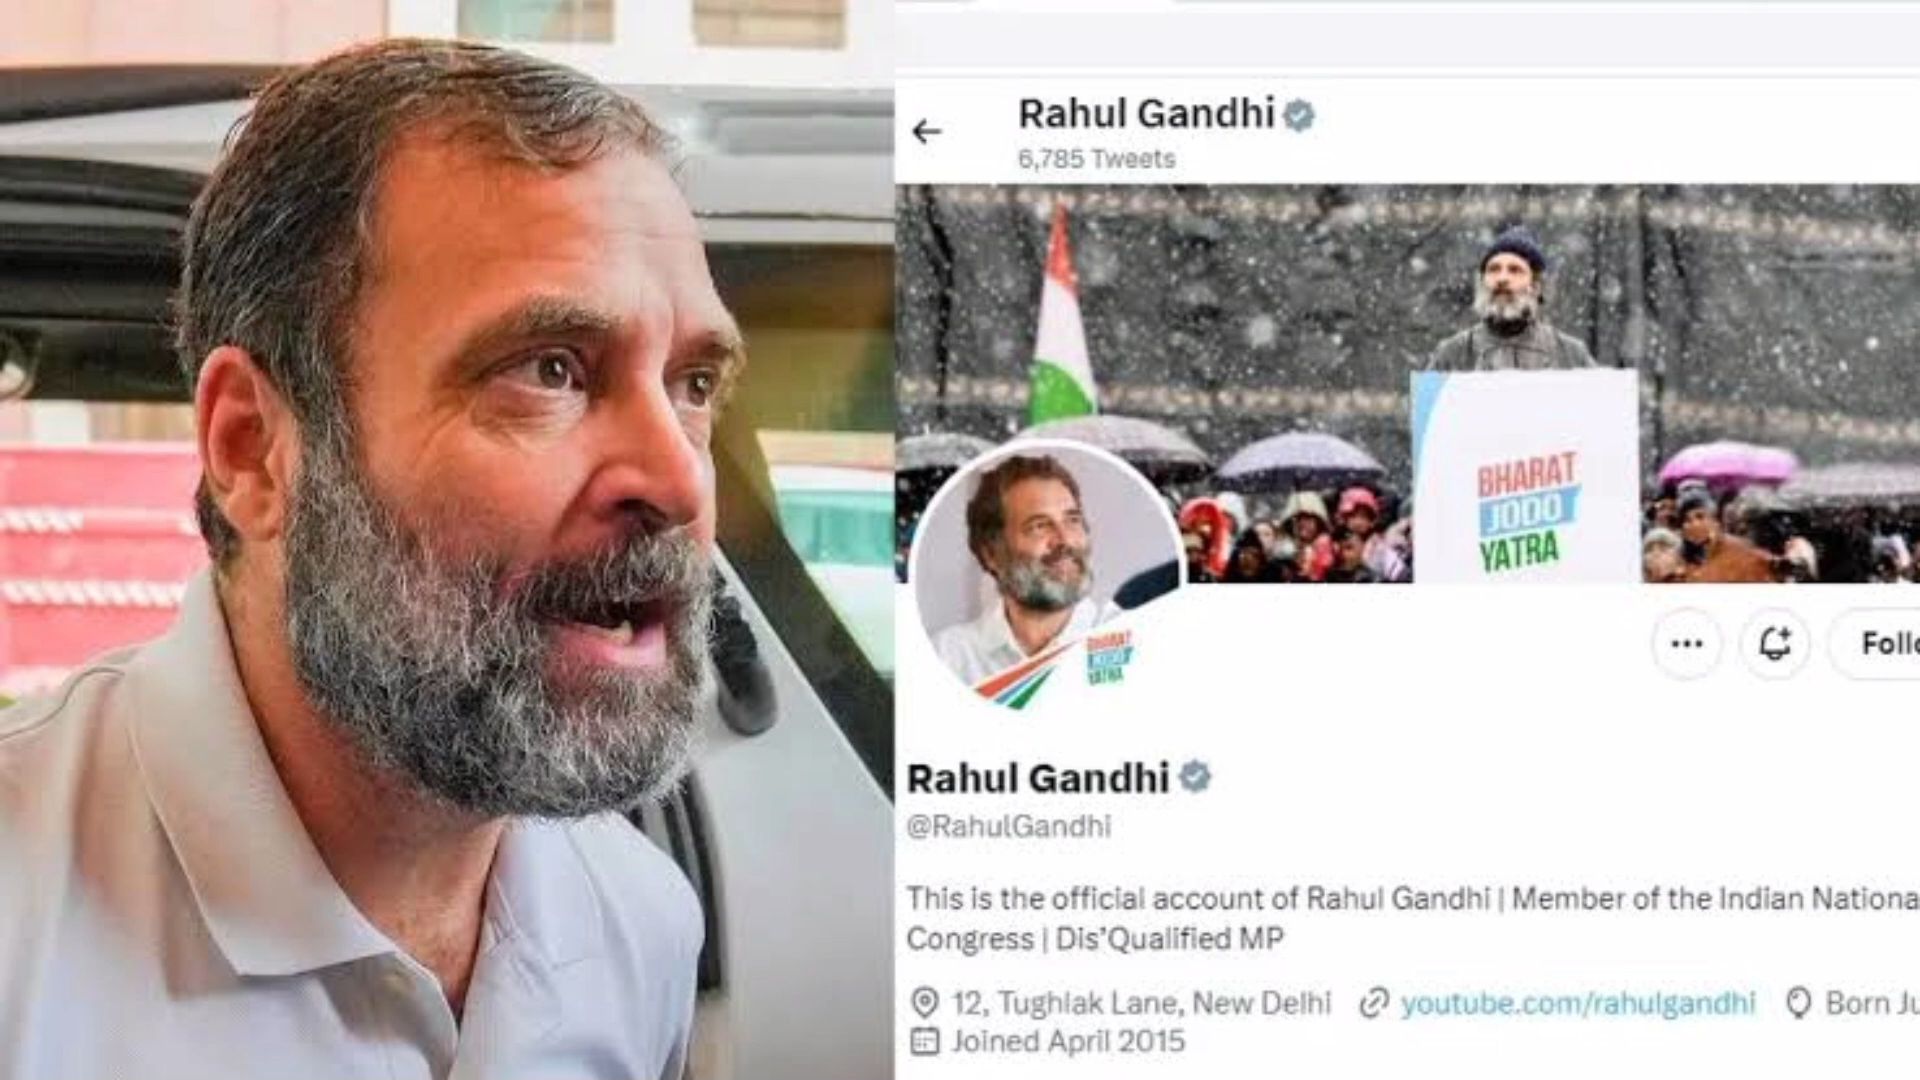 Rahul Gandhi
6,785 Tweets
BHARAT
JODO
YATRA
BHARAT
JODO
YATRA
Follo
Rahul Gandhi
@RahulGandhi
This is the official account of Rahul Gandhi | Member of the Indian Nationa
Congress | Dis'Qualified MP
12, Tughlak Lane, New Delhi youtube.com/rahulgandhi Born Ju
Joined April 2015